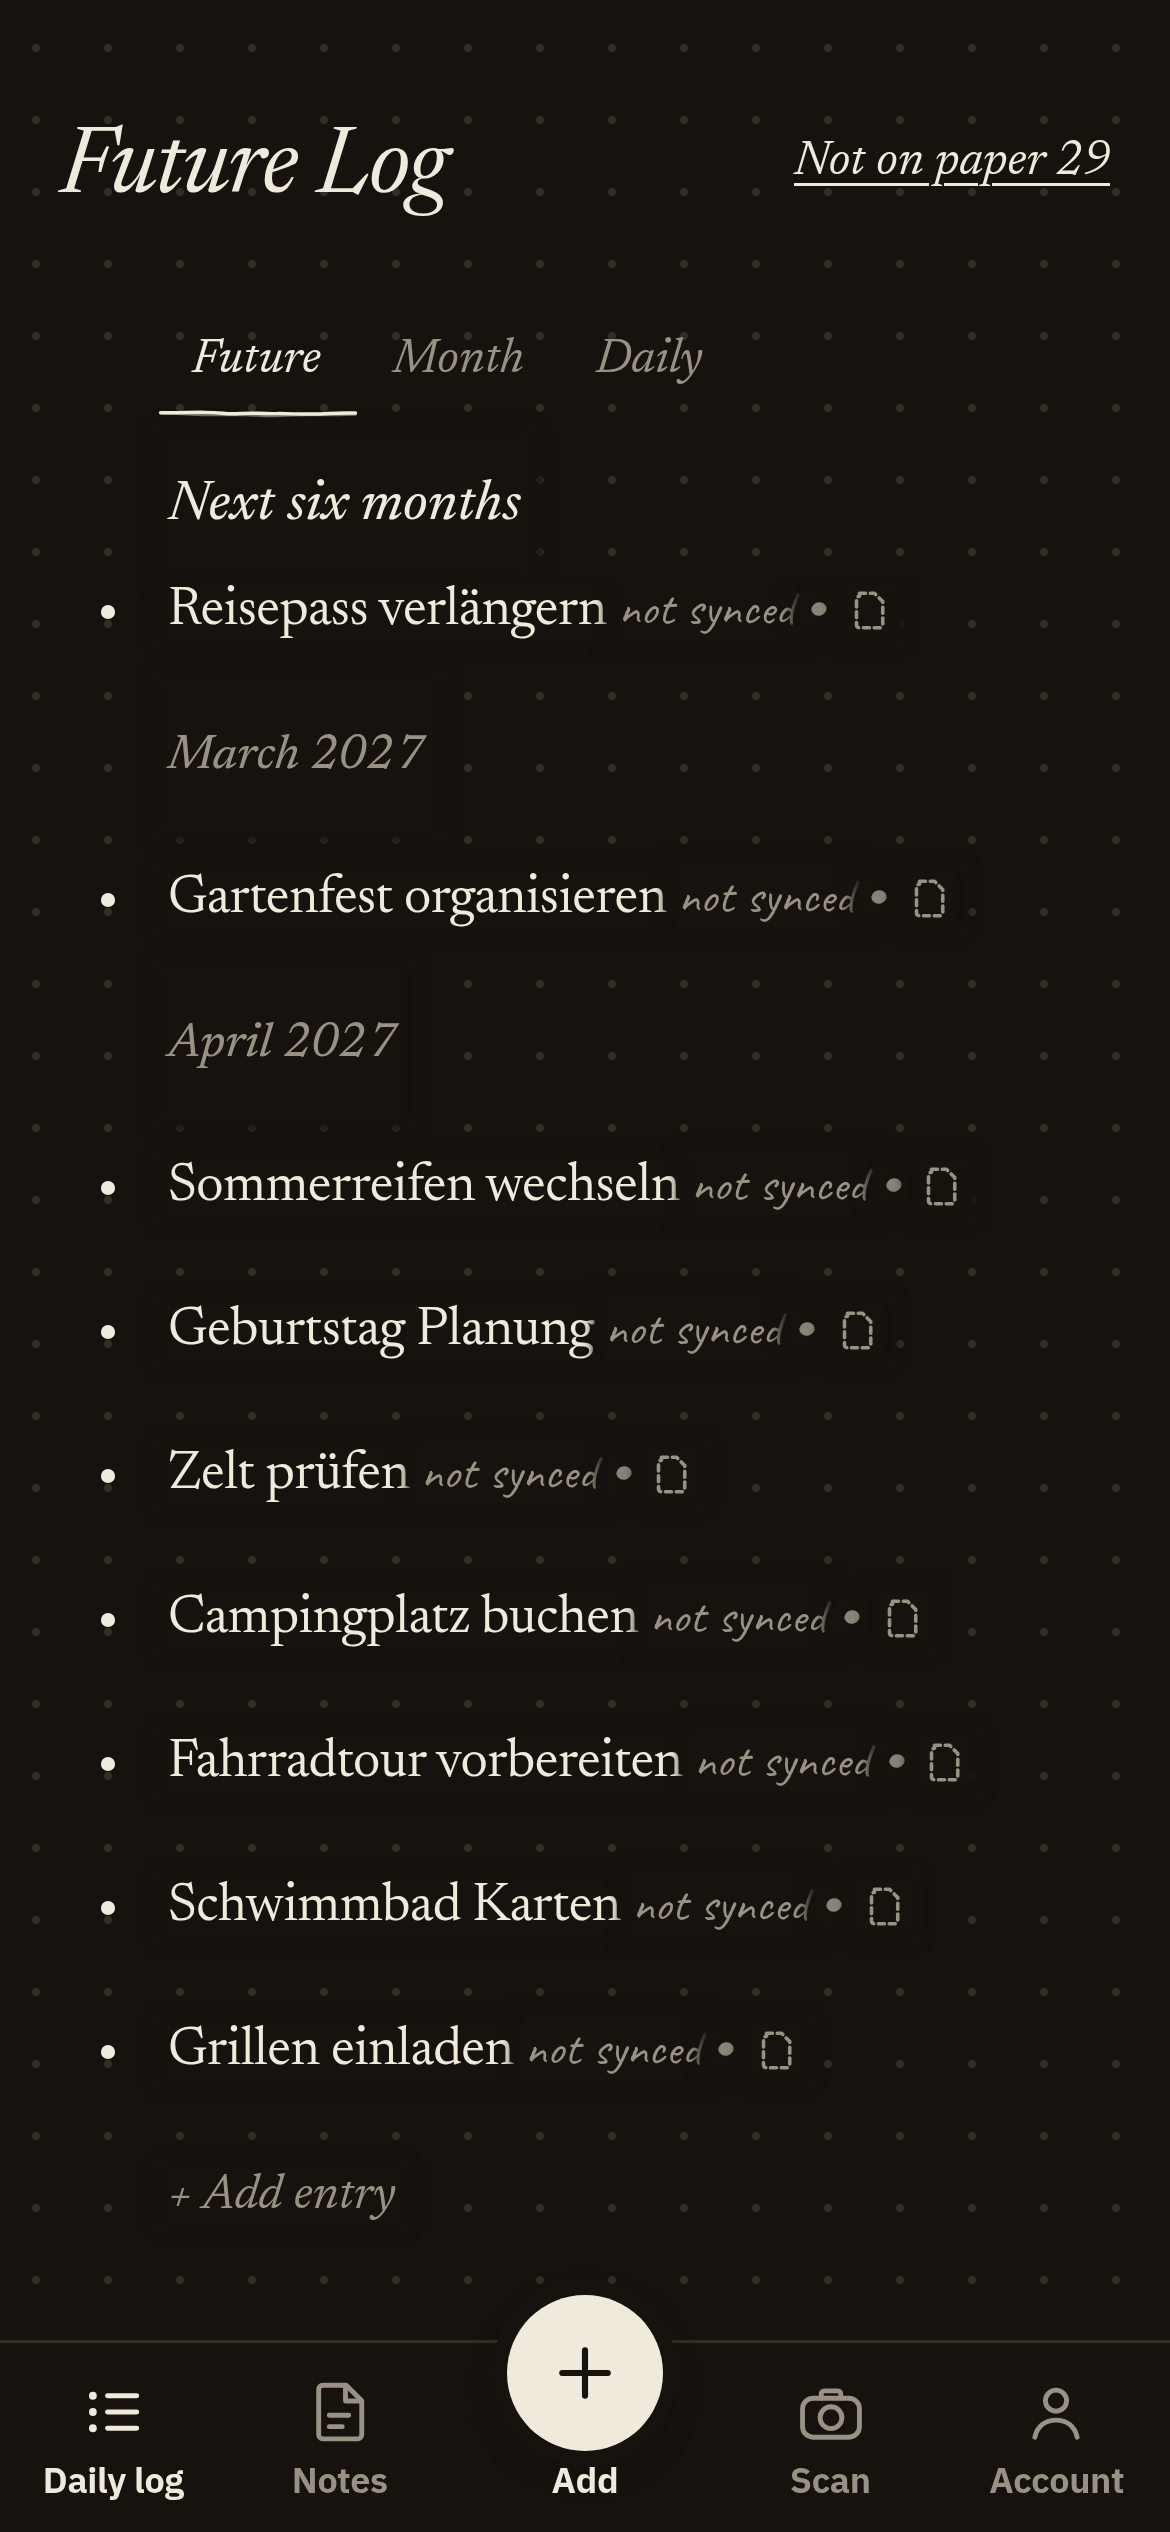 Future Log
Not on paper 29
Future Month Daily
Next six months
• Reisepass verlängern not synced •
March 2027
• Gartenfest organisieren not synced •
April 2027
• Sommerreifen wechseln not synced •
• Geburtstag Planung not synced •
• Zelt prüfen not synced •
• Campingplatz buchen not synced •
• Fahrradtour vorbereiten not synced •
• Schwimmbad Karten not synced •
• Grillen einladen not synced •
+ Add entry
Daily log Notes Add Scan Account